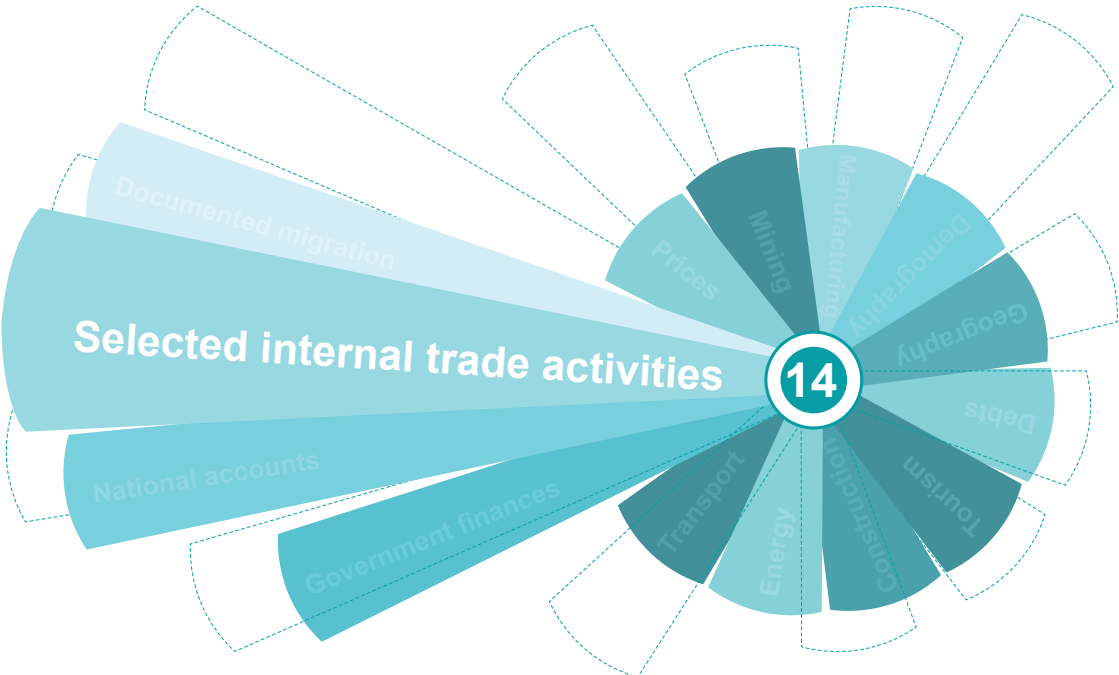 Documented migration
Selected internal trade activities
National accounts
Government finances
Transport
Energy
Construction
Tourism
Debts
Geography
Demography
Manufacturing
Mining
Prices
14